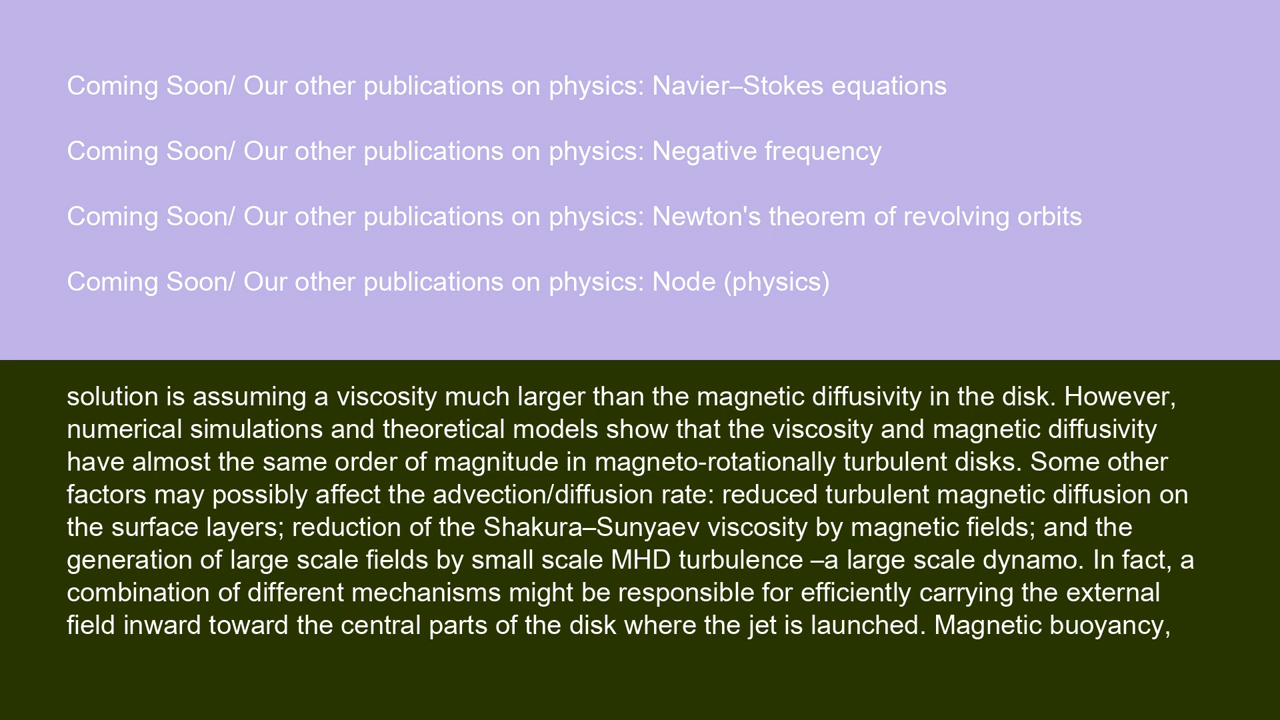 Coming Soon/ Our other publications on physics: Navier–Stokes equations
Coming Soon/ Our other publications on physics: Negative frequency
Coming Soon/ Our other publications on physics: Newton's theorem of revolving orbits
Coming Soon/ Our other publications on physics: Node (physics)
solution is assuming a viscosity much larger than the magnetic diffusivity in the disk. However,
numerical simulations and theoretical models show that the viscosity and magnetic diffusivity
have almost the same order of magnitude in magneto-rotationally turbulent disks. Some other
factors may possibly affect the advection/diffusion rate: reduced turbulent magnetic diffusion on
the surface layers; reduction of the Shakura–Sunyaev viscosity by magnetic fields; and the
generation of large scale fields by small scale MHD turbulence –a large scale dynamo. In fact, a
combination of different mechanisms might be responsible for efficiently carrying the external
field inward toward the central parts of the disk where the jet is launched. Magnetic buoyancy,